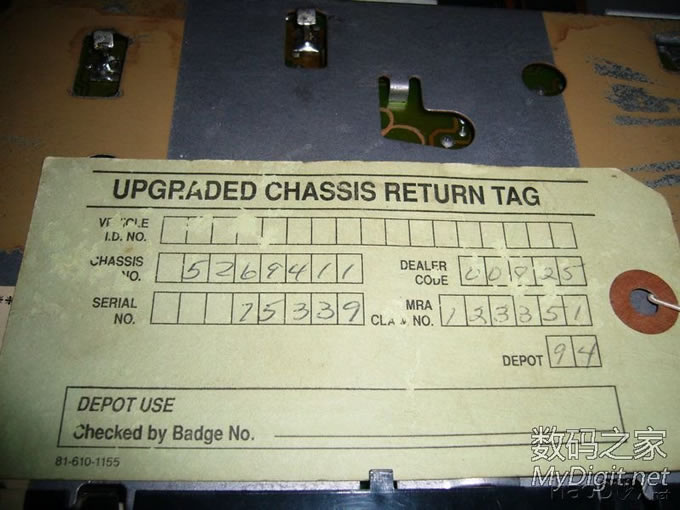 UPGRADED CHASSIS RETURN TAG
VEHICLE
I.D. NO.
CHASSIS NO. 5269411
DEALER CODE 00825
SERIAL NO. 75339
MRA CLAIM NO. 123351
DEPOT 94
DEPOT USE
Checked by Badge No.
81-610-1155
数码之家
MyDigit.net